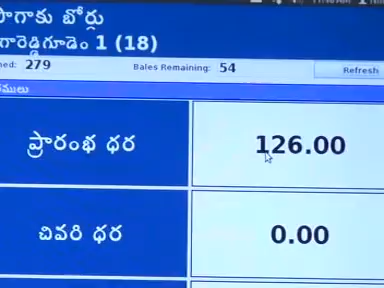 పొగాకు బోర్డు
గారెడ్డిగూడెం 1 (18)
279
Bales Remaining: 54
Refresh
ప్రారంభ ధర
126.00
చివరి ధర
0.00